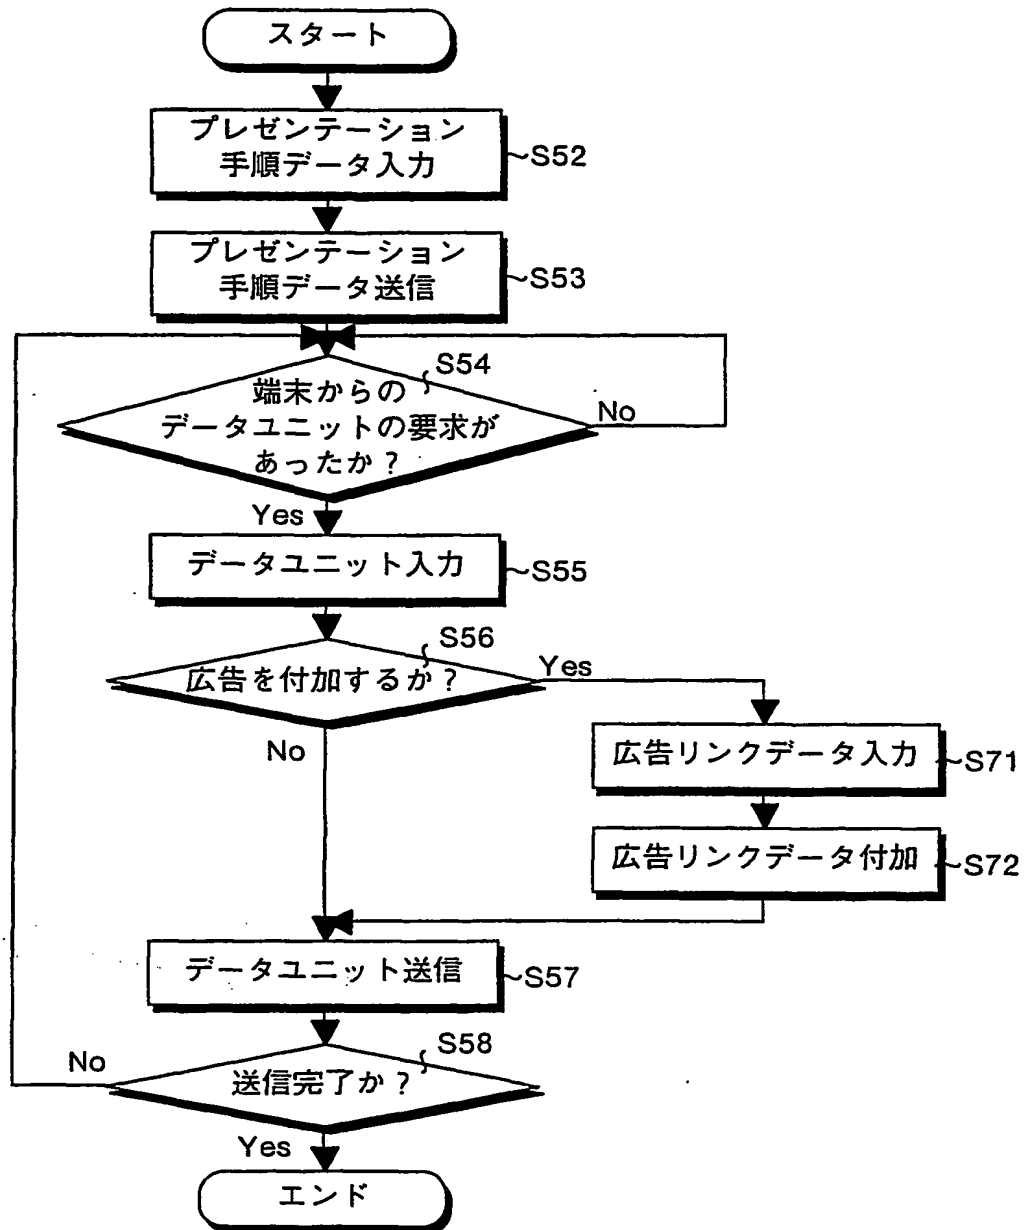 スタート
プレゼンテーション
手順データ入力
S52
プレゼンテーション
手順データ送信
S53
S54
端末からの
データユニットの要求が
あったか？
No
Yes
データユニット入力
S55
S56
広告を付加するか？
Yes
No
広告リンクデータ入力
S71
広告リンクデータ付加
S72
データユニット送信
S57
S58
No
送信完了か？
Yes
エンド